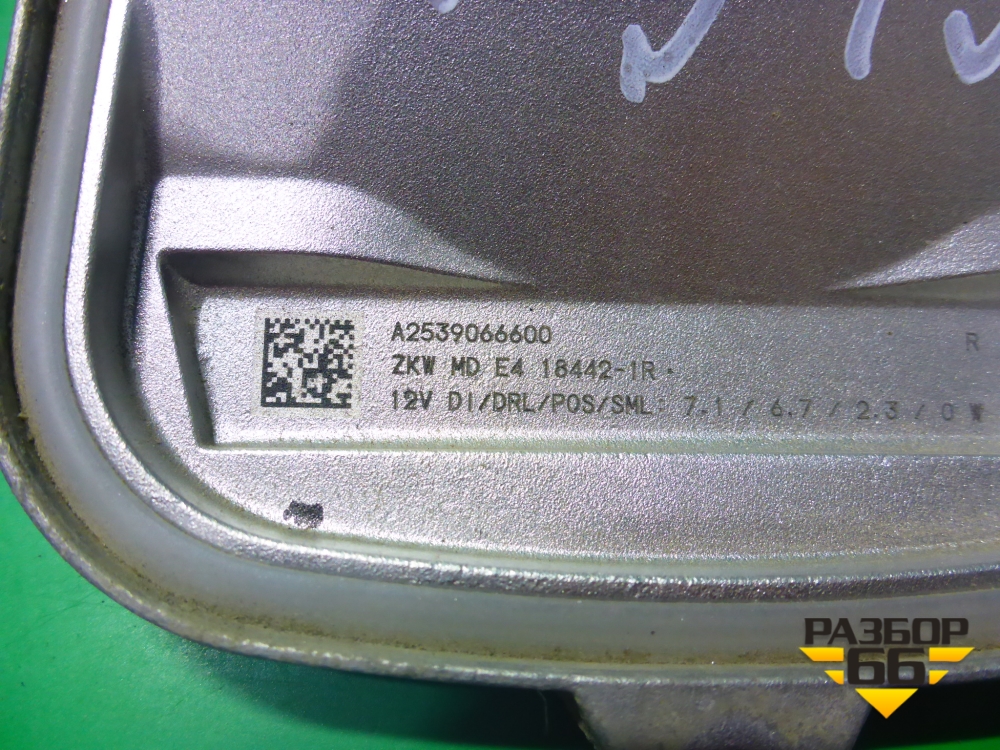 A2539066600 R
ZKW MD E4 18442-1R
12V DI/DRL/POS/SML: 7.1 / 6.7 / 2.3 / 0 W
РАЗБОР
66